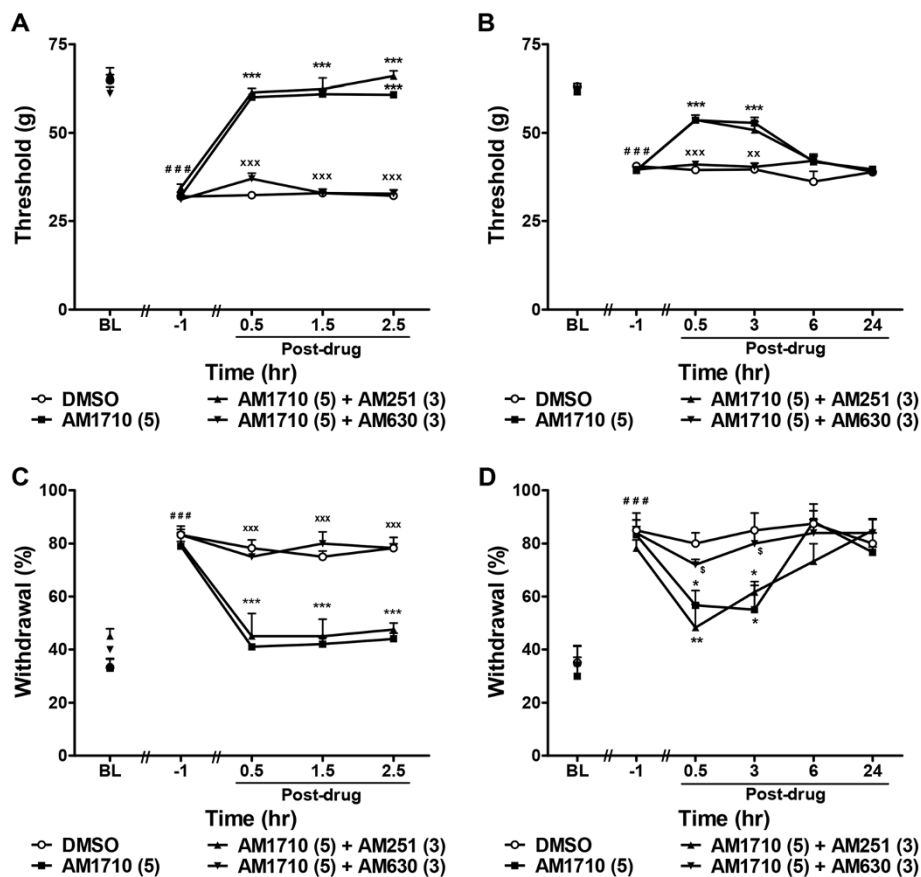 A
Threshold (g)
75
50
25
0
***
***
***
***
###
xxx
xxx
xxx
BL
-1
0.5
1.5
2.5
Post-drug
Time (hr)
DMSO
AM1710 (5)
AM1710 (5) + AM251 (3)
AM1710 (5) + AM630 (3)
B
Threshold (g)
75
50
25
0
***
***
###
xxx
xx
BL
-1
0.5
3
6
24
Post-drug
Time (hr)
DMSO
AM1710 (5)
AM1710 (5) + AM251 (3)
AM1710 (5) + AM630 (3)
C
Withdrawal (%)
100
80
60
40
20
0
###
xxx
xxx
xxx
***
***
***
BL
-1
0.5
1.5
2.5
Post-drug
Time (hr)
DMSO
AM1710 (5)
AM1710 (5) + AM251 (3)
AM1710 (5) + AM630 (3)
D
Withdrawal (%)
100
80
60
40
20
0
###
$
$
*
*
**
*
BL
-1
0.5
3
6
24
Post-drug
Time (hr)
DMSO
AM1710 (5)
AM1710 (5) + AM251 (3)
AM1710 (5) + AM630 (3)